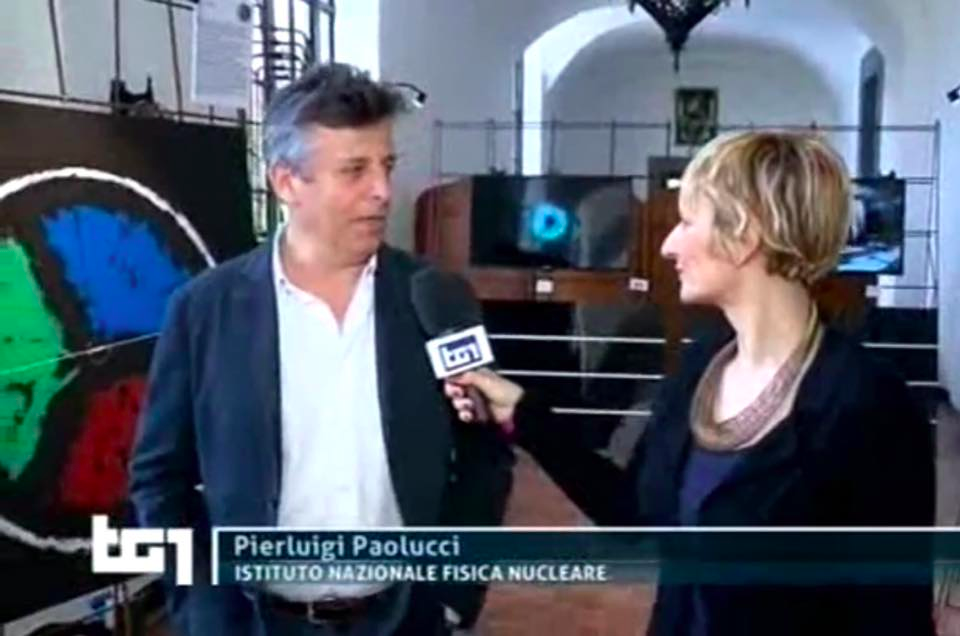 tg1
tg1
Pierluigi Paolucci
ISTITUTO NAZIONALE FISICA NUCLEARE